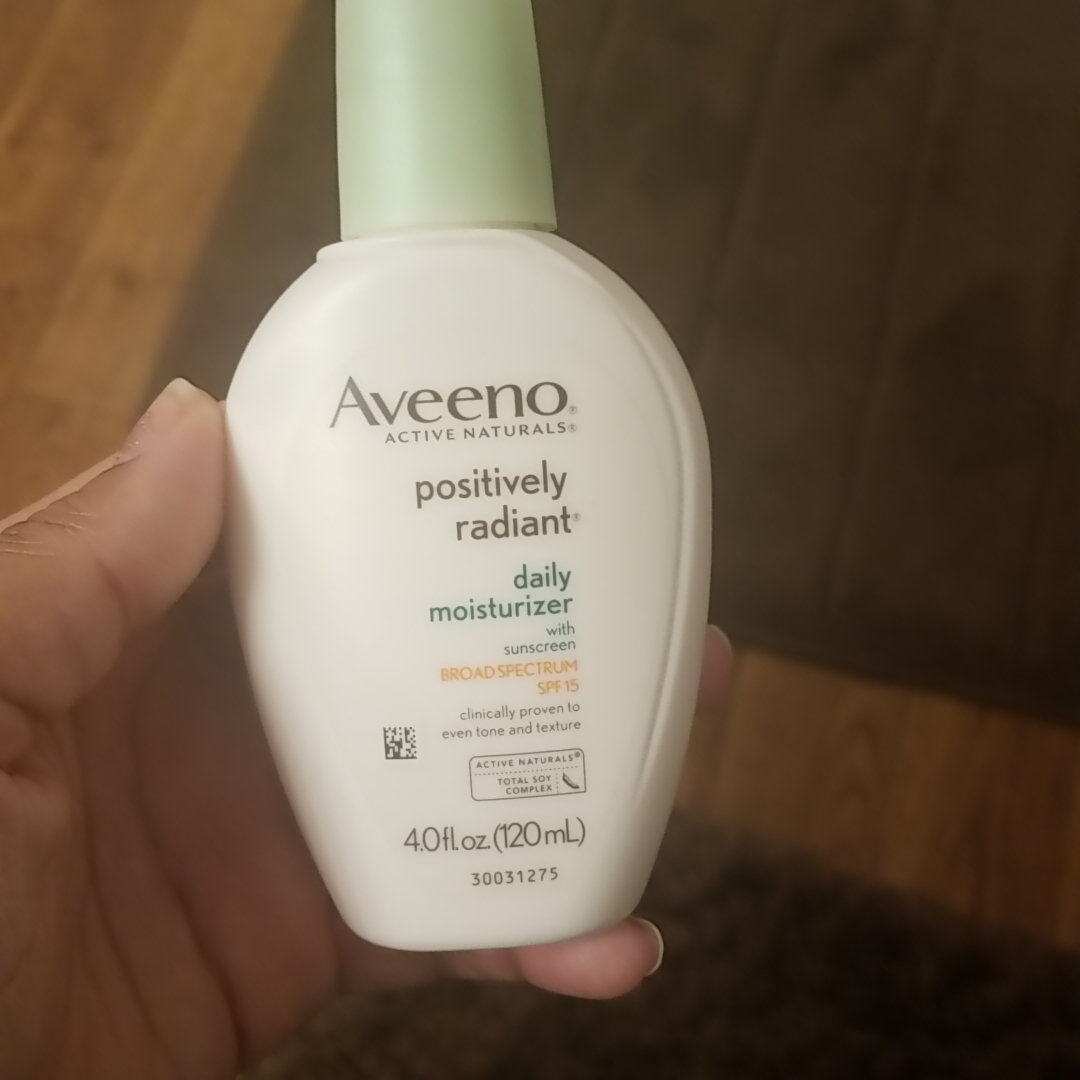 Aveeno®
ACTIVE NATURALS®
positively
radiant®
daily
moisturizer
with
sunscreen
BROAD SPECTRUM
SPF 15
clinically proven to
even tone and texture
ACTIVE NATURALS®
TOTAL SOY
COMPLEX
4.0 fl. oz. (120 mL)
30031275